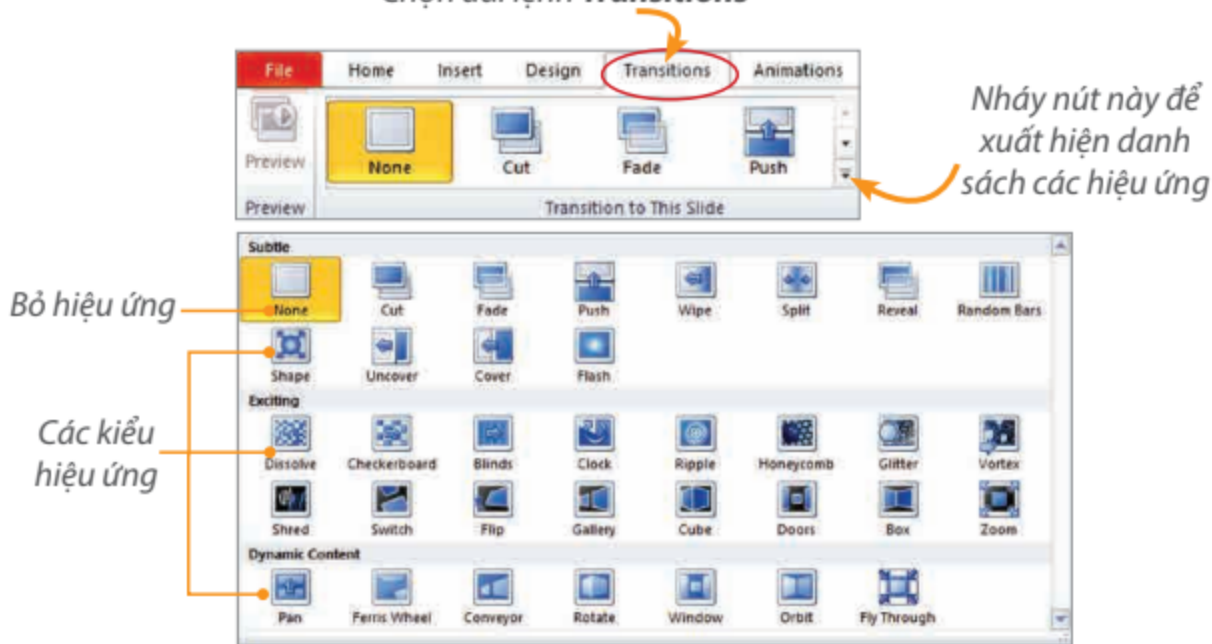 Chọn dải lệnh Transitions
File Home Insert Design Transitions Animations
Nháy nút này để
xuất hiện danh
sách các hiệu ứng
Preview None Cut Fade Push
Preview Transition to This Slide
Subtle
Bỏ hiệu ứng
None Cut Fade Push Wipe Split Reveal Random Bars
Shape Uncover Cover Flash
Exciting
Các kiểu
hiệu ứng
Dissolve Checkerboard Blinds Clock Ripple Honeycomb Glitter Vortex
Shred Switch Flip Gallery Cube Doors Box Zoom
Dynamic Content
Pan Ferris Wheel Conveyor Rotate Window Orbit Fly Through